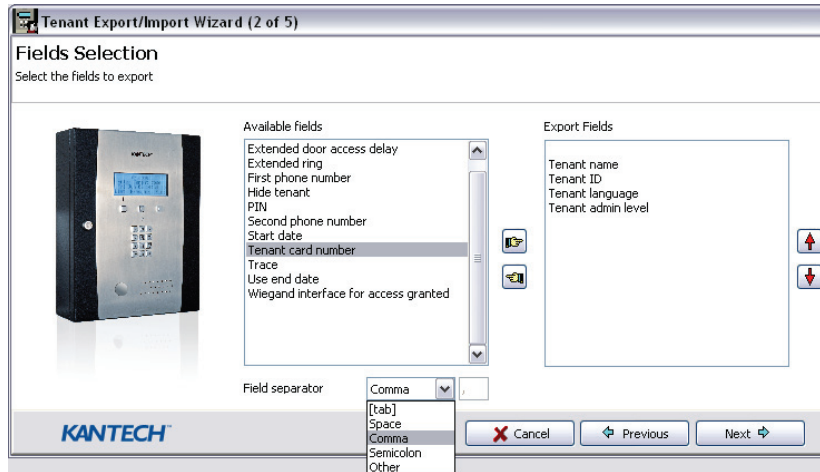 Tenant Export/Import Wizard (2 of 5)
Fields Selection
Select the fields to export
Available fields
Extended door access delay
Extended ring
First phone number
Hide tenant
PIN
Second phone number
Start date
Tenant card number
Trace
Use end date
Wiegand interface for access granted
Export Fields
Tenant name
Tenant ID
Tenant language
Tenant admin level
KANTECH
Field separator
Comma
,
[tab]
Space
Comma
Semicolon
Other
KANTECH
Cancel
Previous
Next